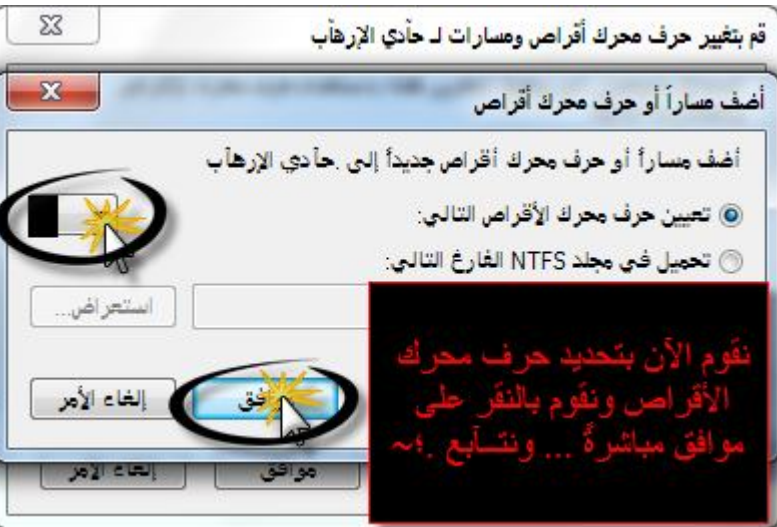 قم بتغيير حرف محرك أقراص ومسارات لـ حآدي الإرهآب
أضف مساراً أو حرف محرك أقراص
أضف مساراً أو حرف محرك أقراص جديداً إلى .حآدي الإرهآب
تعيين حرف محرك الأقراص التالي:
تحميل في مجلد NTFS الفارغ التالي:
استعراض...
نقوم الآن بتحديد حرف محرك
الأقراص ونقوم بالنقر على
موافق مباشرةً ... ونتـآبع .؛~
إلغاء الأمر
موافق إلغاء الأمر